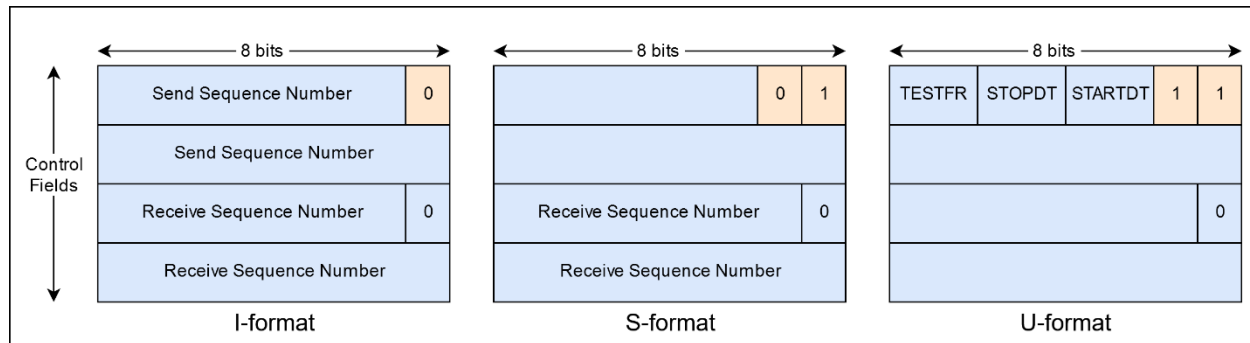 8 bits 8 bits 8 bits
Send Sequence Number 0 0 1 TESTFR STOPDT STARTDT 1 1
Send Sequence Number
Control
Fields
Receive Sequence Number 0 Receive Sequence Number 0 0
Receive Sequence Number Receive Sequence Number
I-format S-format U-format